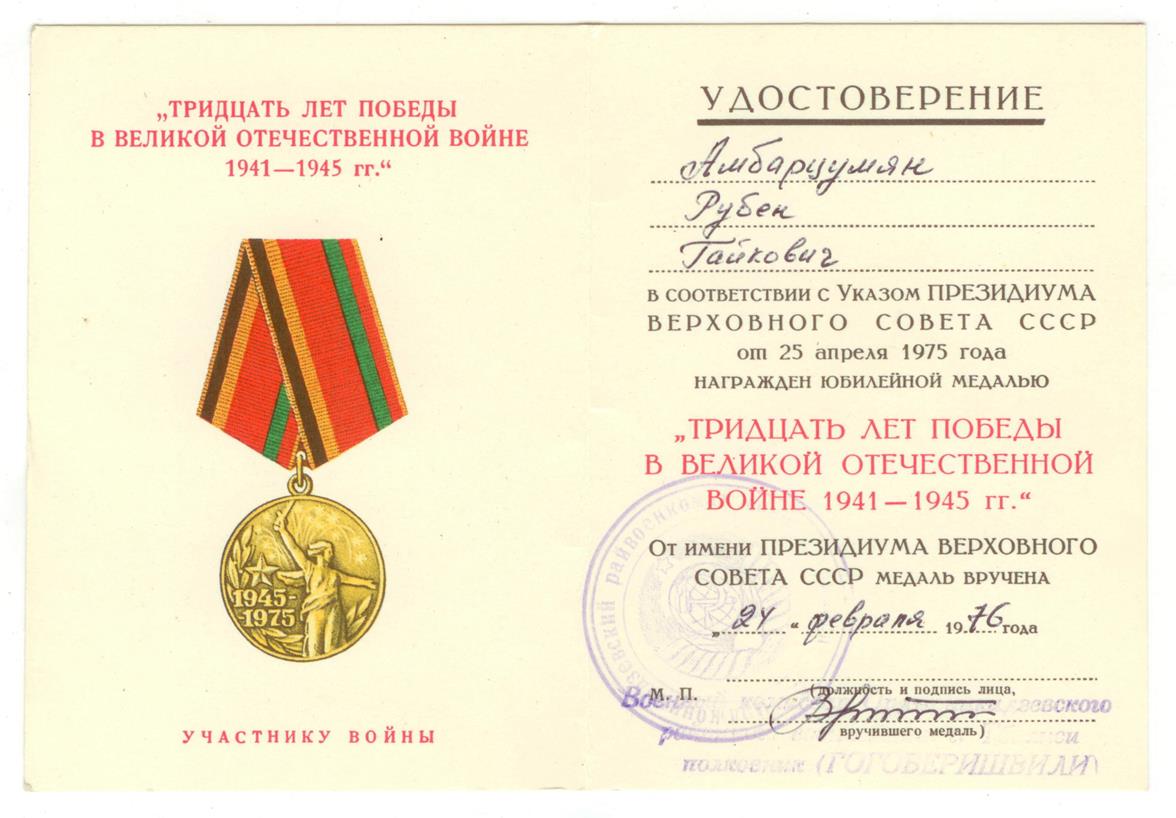 „ТРИДЦАТЬ ЛЕТ ПОБЕДЫ
В ВЕЛИКОЙ ОТЕЧЕСТВЕННОЙ ВОЙНЕ
1941—1945 гг.“
1945-
-1975
УЧАСТНИКУ ВОЙНЫ
УДОСТОВЕРЕНИЕ
Амбарцумян
Рубен
Гайкович
В СООТВЕТСТВИИ С УКАЗОМ ПРЕЗИДИУМА
ВЕРХОВНОГО СОВЕТА СССР
от 25 апреля 1975 года
НАГРАЖДЕН ЮБИЛЕЙНОЙ МЕДАЛЬЮ
„ТРИДЦАТЬ ЛЕТ ПОБЕДЫ
В ВЕЛИКОЙ ОТЕЧЕСТВЕННОЙ
ВОЙНЕ 1941—1945 гг.“
ОТ ИМЕНИ ПРЕЗИДИУМА ВЕРХОВНОГО
СОВЕТА СССР МЕДАЛЬ ВРУЧЕНА
„24“ февраля 1976 года
М. П.
(должность и подпись лица,
вручившего медаль)
полковник (ГОГОБЕРИШВИЛИ)